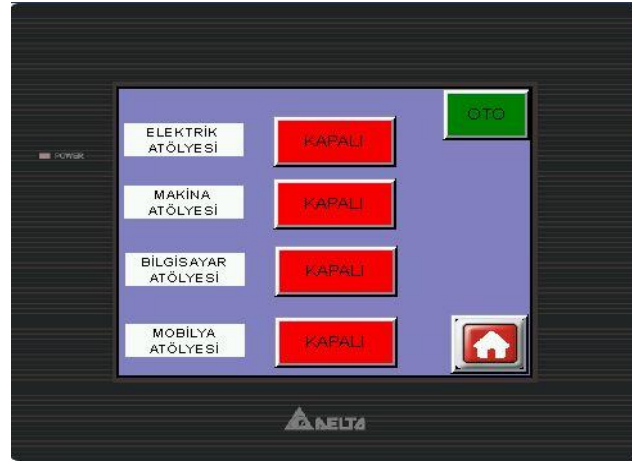 OTO
ELEKTRİK
ATÖLYESİ
KAPALI
POWER
MAKİNA
ATÖLYESİ
KAPALI
BİLGİSAYAR
ATÖLYESİ
KAPALI
MOBİLYA
ATÖLYESİ
KAPALI
DELTA